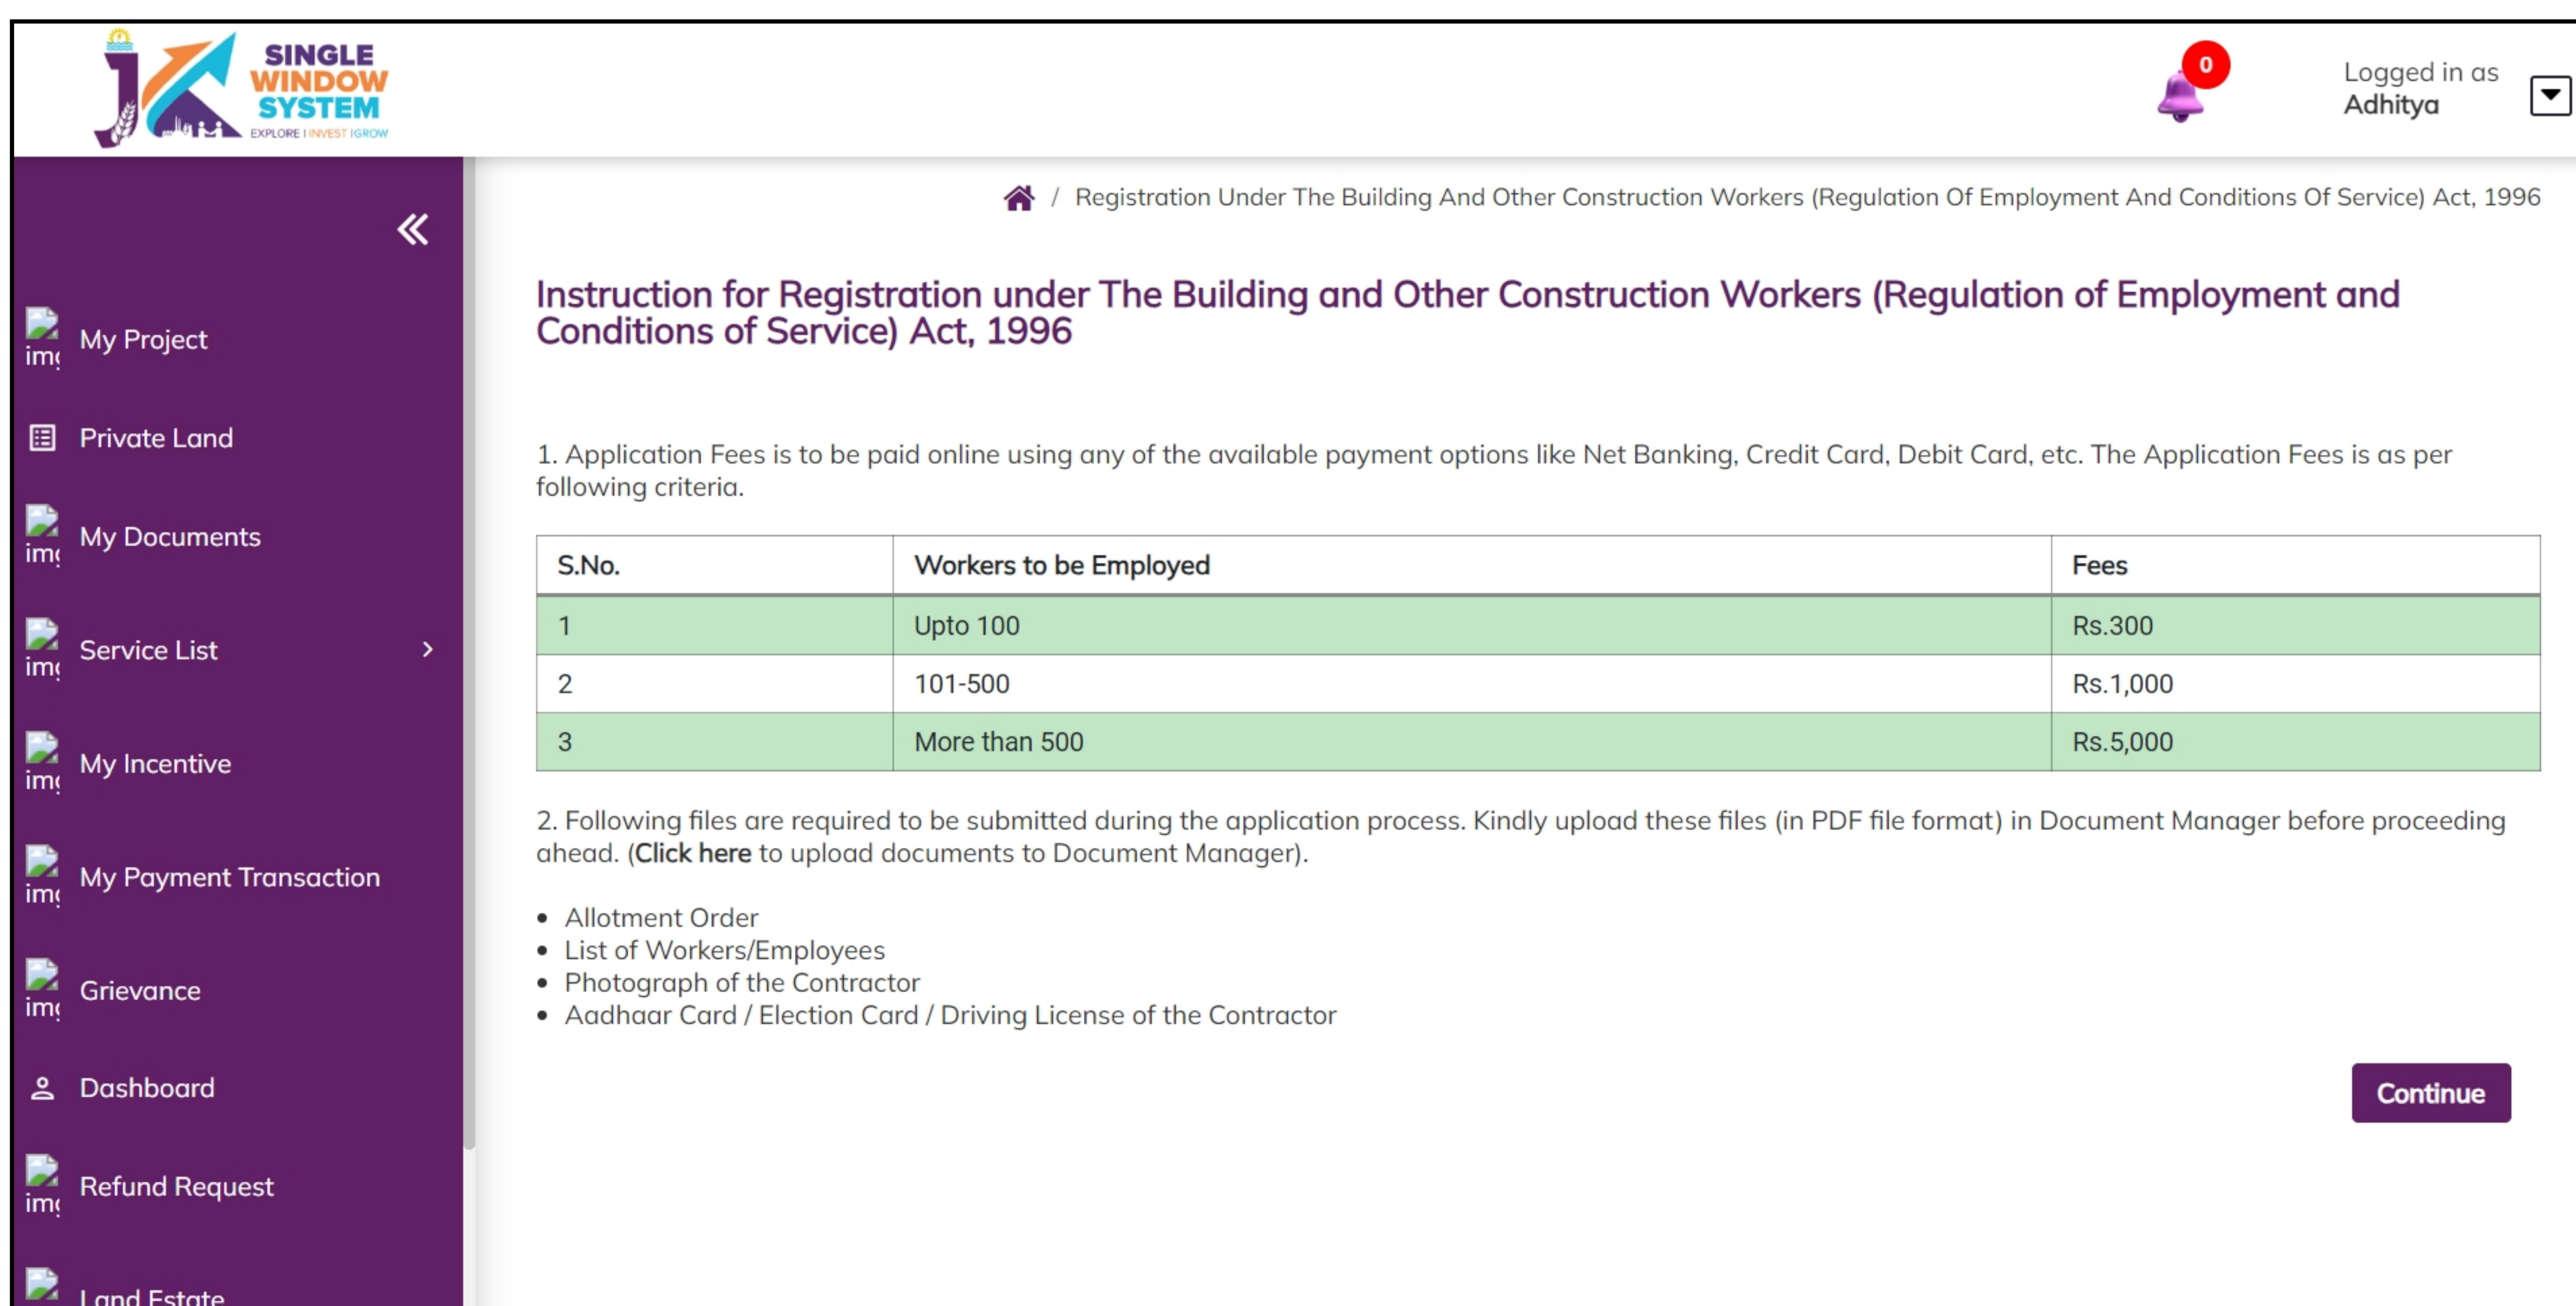 SINGLE
WINDOW
SYSTEM
EXPLORE I INVEST IGROW
0
Logged in as
Adhitya
/ Registration Under The Building And Other Construction Workers (Regulation Of Employment And Conditions Of Service) Act, 1996
My Project
Private Land
My Documents
Service List
My Incentive
My Payment Transaction
Grievance
Dashboard
Refund Request
Land Estate
Instruction for Registration under The Building and Other Construction Workers (Regulation of Employment and
Conditions of Service) Act, 1996
1. Application Fees is to be paid online using any of the available payment options like Net Banking, Credit Card, Debit Card, etc. The Application Fees is as per
following criteria.
S.No. Workers to be Employed Fees
1 Upto 100 Rs.300
2 101-500 Rs.1,000
3 More than 500 Rs.5,000
2. Following files are required to be submitted during the application process. Kindly upload these files (in PDF file format) in Document Manager before proceeding
ahead. (Click here to upload documents to Document Manager).
• Allotment Order
• List of Workers/Employees
• Photograph of the Contractor
• Aadhaar Card / Election Card / Driving License of the Contractor
Continue